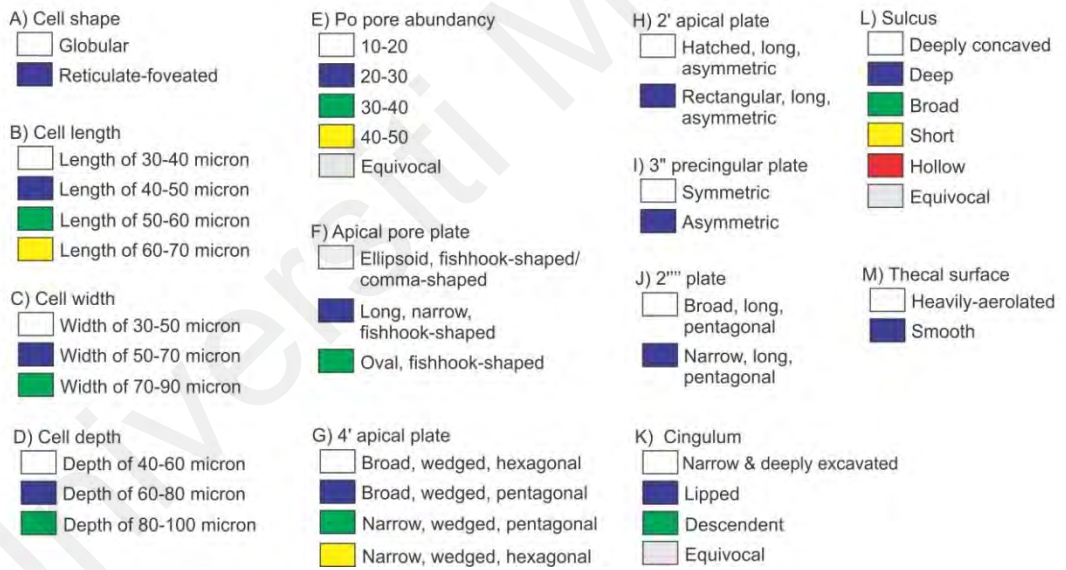 A) Cell shape
Globular
Reticulate-foveated
B) Cell length
Length of 30-40 micron
Length of 40-50 micron
Length of 50-60 micron
Length of 60-70 micron
C) Cell width
Width of 30-50 micron
Width of 50-70 micron
Width of 70-90 micron
D) Cell depth
Depth of 40-60 micron
Depth of 60-80 micron
Depth of 80-100 micron
E) Po pore abundancy
10-20
20-30
30-40
40-50
Equivocal
F) Apical pore plate
Ellipsoid, fishhook-shaped/
comma-shaped
Long, narrow,
fishhook-shaped
Oval, fishhook-shaped
G) 4' apical plate
Broad, wedged, hexagonal
Broad, wedged, pentagonal
Narrow, wedged, pentagonal
Narrow, wedged, hexagonal
H) 2' apical plate
Hatched, long,
asymmetric
Rectangular, long,
asymmetric
I) 3" precingular plate
Symmetric
Asymmetric
J) 2"" plate
Broad, long,
pentagonal
Narrow, long,
pentagonal
K) Cingulum
Narrow & deeply excavated
Lipped
Descendent
Equivocal
L) Sulcus
Deeply concaved
Deep
Broad
Short
Hollow
Equivocal
M) Thecal surface
Heavily-aerolated
Smooth
niversiti M